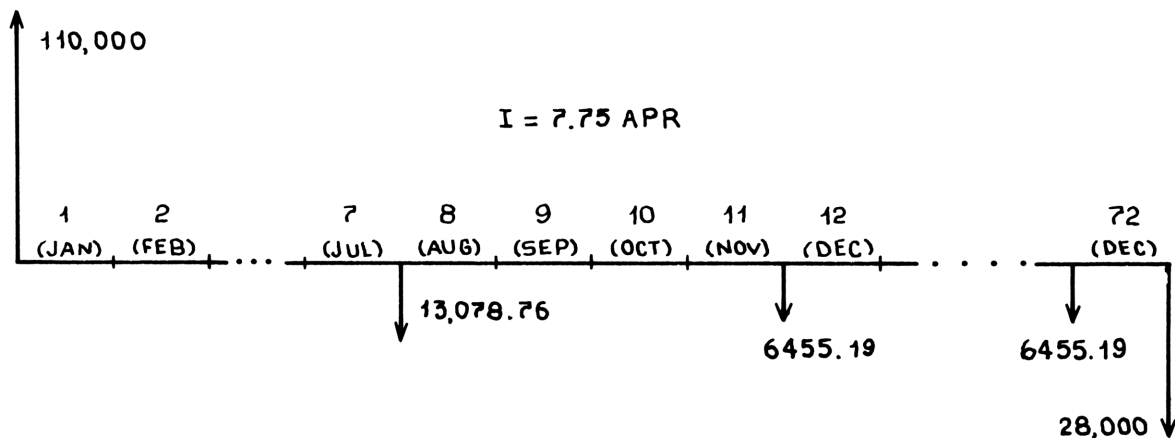 110,000
I = 7.75 APR
1 2 7 8 9 10 11 12 72
(JAN) (FEB) (JUL) (AUG) (SEP) (OCT) (NOV) (DEC) (DEC)
13,078.76
6455.19 6455.19
28,000